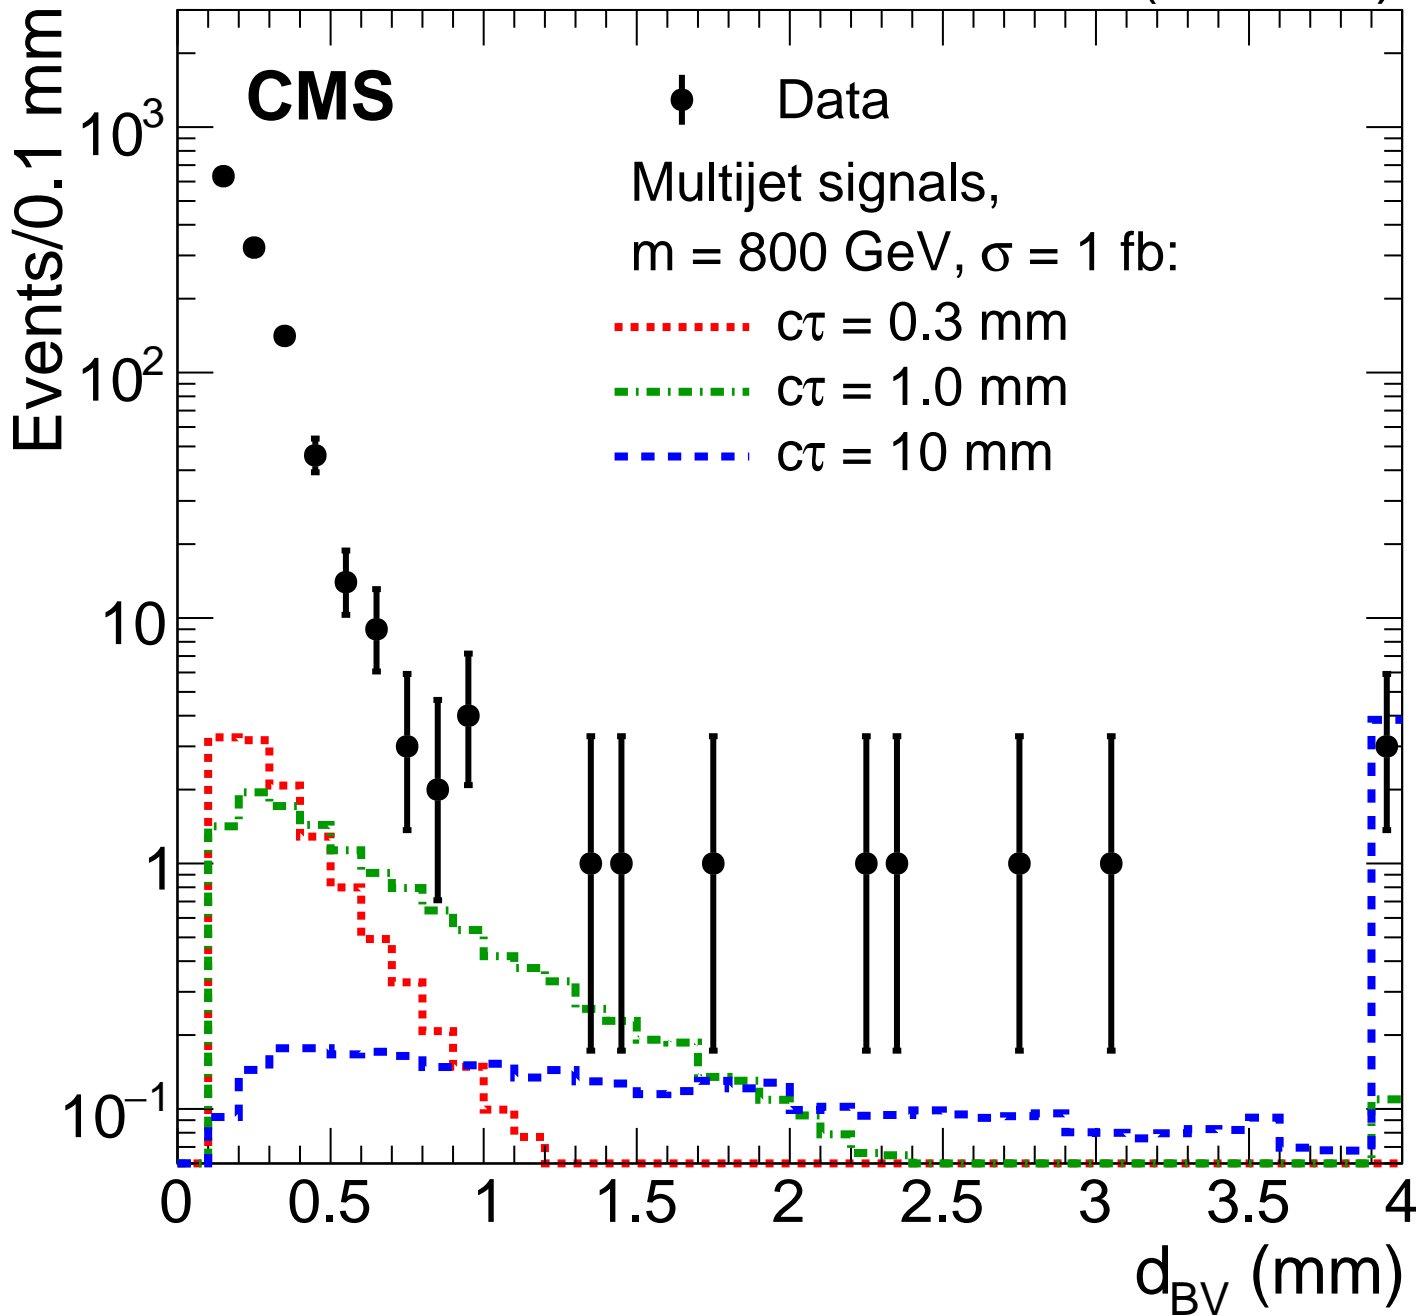 CMS
Data
Multijet signals,
m = 800 GeV, σ = 1 fb:
cτ = 0.3 mm
cτ = 1.0 mm
cτ = 10 mm
Events/0.1 mm
10³
10²
10
1
10⁻¹
0 0.5 1 1.5 2 2.5 3 3.5 4
d_BV (mm)